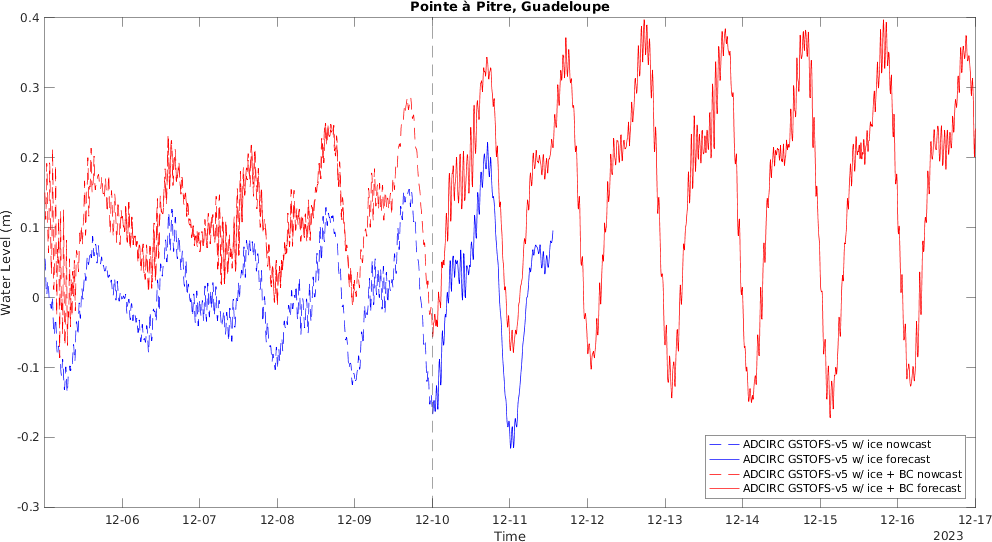 Pointe à Pitre, Guadeloupe
0.4
0.3
0.2
0.1
0
-0.1
-0.2
-0.3
Water Level (m)
ADCIRC GSTOFS-v5 w/ ice nowcast
ADCIRC GSTOFS-v5 w/ ice forecast
ADCIRC GSTOFS-v5 w/ ice + BC nowcast
ADCIRC GSTOFS-v5 w/ ice + BC forecast
12-06 12-07 12-08 12-09 12-10 12-11 12-12 12-13 12-14 12-15 12-16 12-17
Time
2023